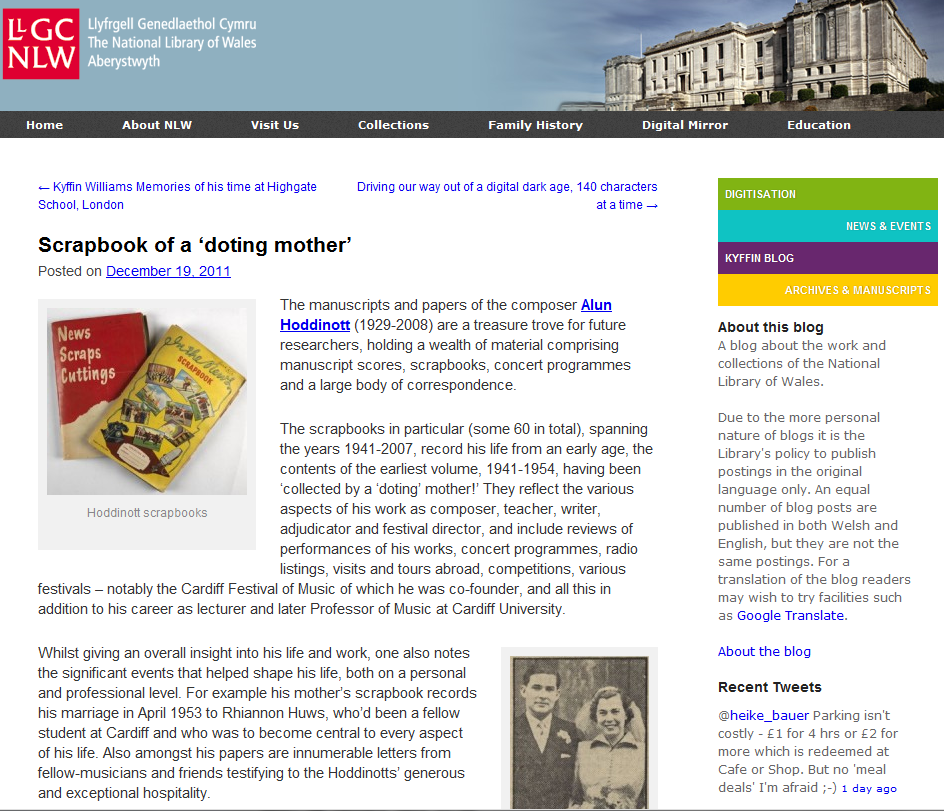 LLGC
NLW
Llyfrgell Genedlaethol Cymru
The National Library of Wales
Aberystwyth
Home
About NLW
Visit Us
Collections
Family History
Digital Mirror
Education
← Kyffin Williams Memories of his time at Highgate
School, London
Driving our way out of a digital dark age, 140 characters
at a time →
Scrapbook of a ‘doting mother’
Posted on December 19, 2011
News
Scraps
Cuttings
In the News
SCRAPBOOK
Hoddinott scrapbooks
The manuscripts and papers of the composer Alun
Hoddinott (1929-2008) are a treasure trove for future
researchers, holding a wealth of material comprising
manuscript scores, scrapbooks, concert programmes
and a large body of correspondence.
The scrapbooks in particular (some 60 in total), spanning
the years 1941-2007, record his life from an early age, the
contents of the earliest volume, 1941-1954, having been
‘collected by a ‘doting’ mother!’ They reflect the various
aspects of his work as composer, teacher, writer,
adjudicator and festival director, and include reviews of
performances of his works, concert programmes, radio
listings, visits and tours abroad, competitions, various
festivals – notably the Cardiff Festival of Music of which he was co-founder, and all this in
addition to his career as lecturer and later Professor of Music at Cardiff University.
Whilst giving an overall insight into his life and work, one also notes
the significant events that helped shape his life, both on a personal
and professional level. For example his mother’s scrapbook records
his marriage in April 1953 to Rhiannon Huws, who’d been a fellow
student at Cardiff and who was to become central to every aspect
of his life. Also amongst his papers are innumerable letters from
fellow-musicians and friends testifying to the Hoddinotts’ generous
and exceptional hospitality.
DIGITISATION
NEWS & EVENTS
KYFFIN BLOG
ARCHIVES & MANUSCRIPTS
About this blog
A blog about the work and
collections of the National
Library of Wales.
Due to the more personal
nature of blogs it is the
Library's policy to publish
postings in the original
language only. An equal
number of blog posts are
published in both Welsh and
English, but they are not the
same postings. For a
translation of the blog readers
may wish to try facilities such
as Google Translate.
About the blog
Recent Tweets
@heike_bauer Parking isn't
costly - £1 for 4 hrs or £2 for
more which is redeemed at
Cafe or Shop. But no 'meal
deals' I'm afraid ;-) 1 day ago